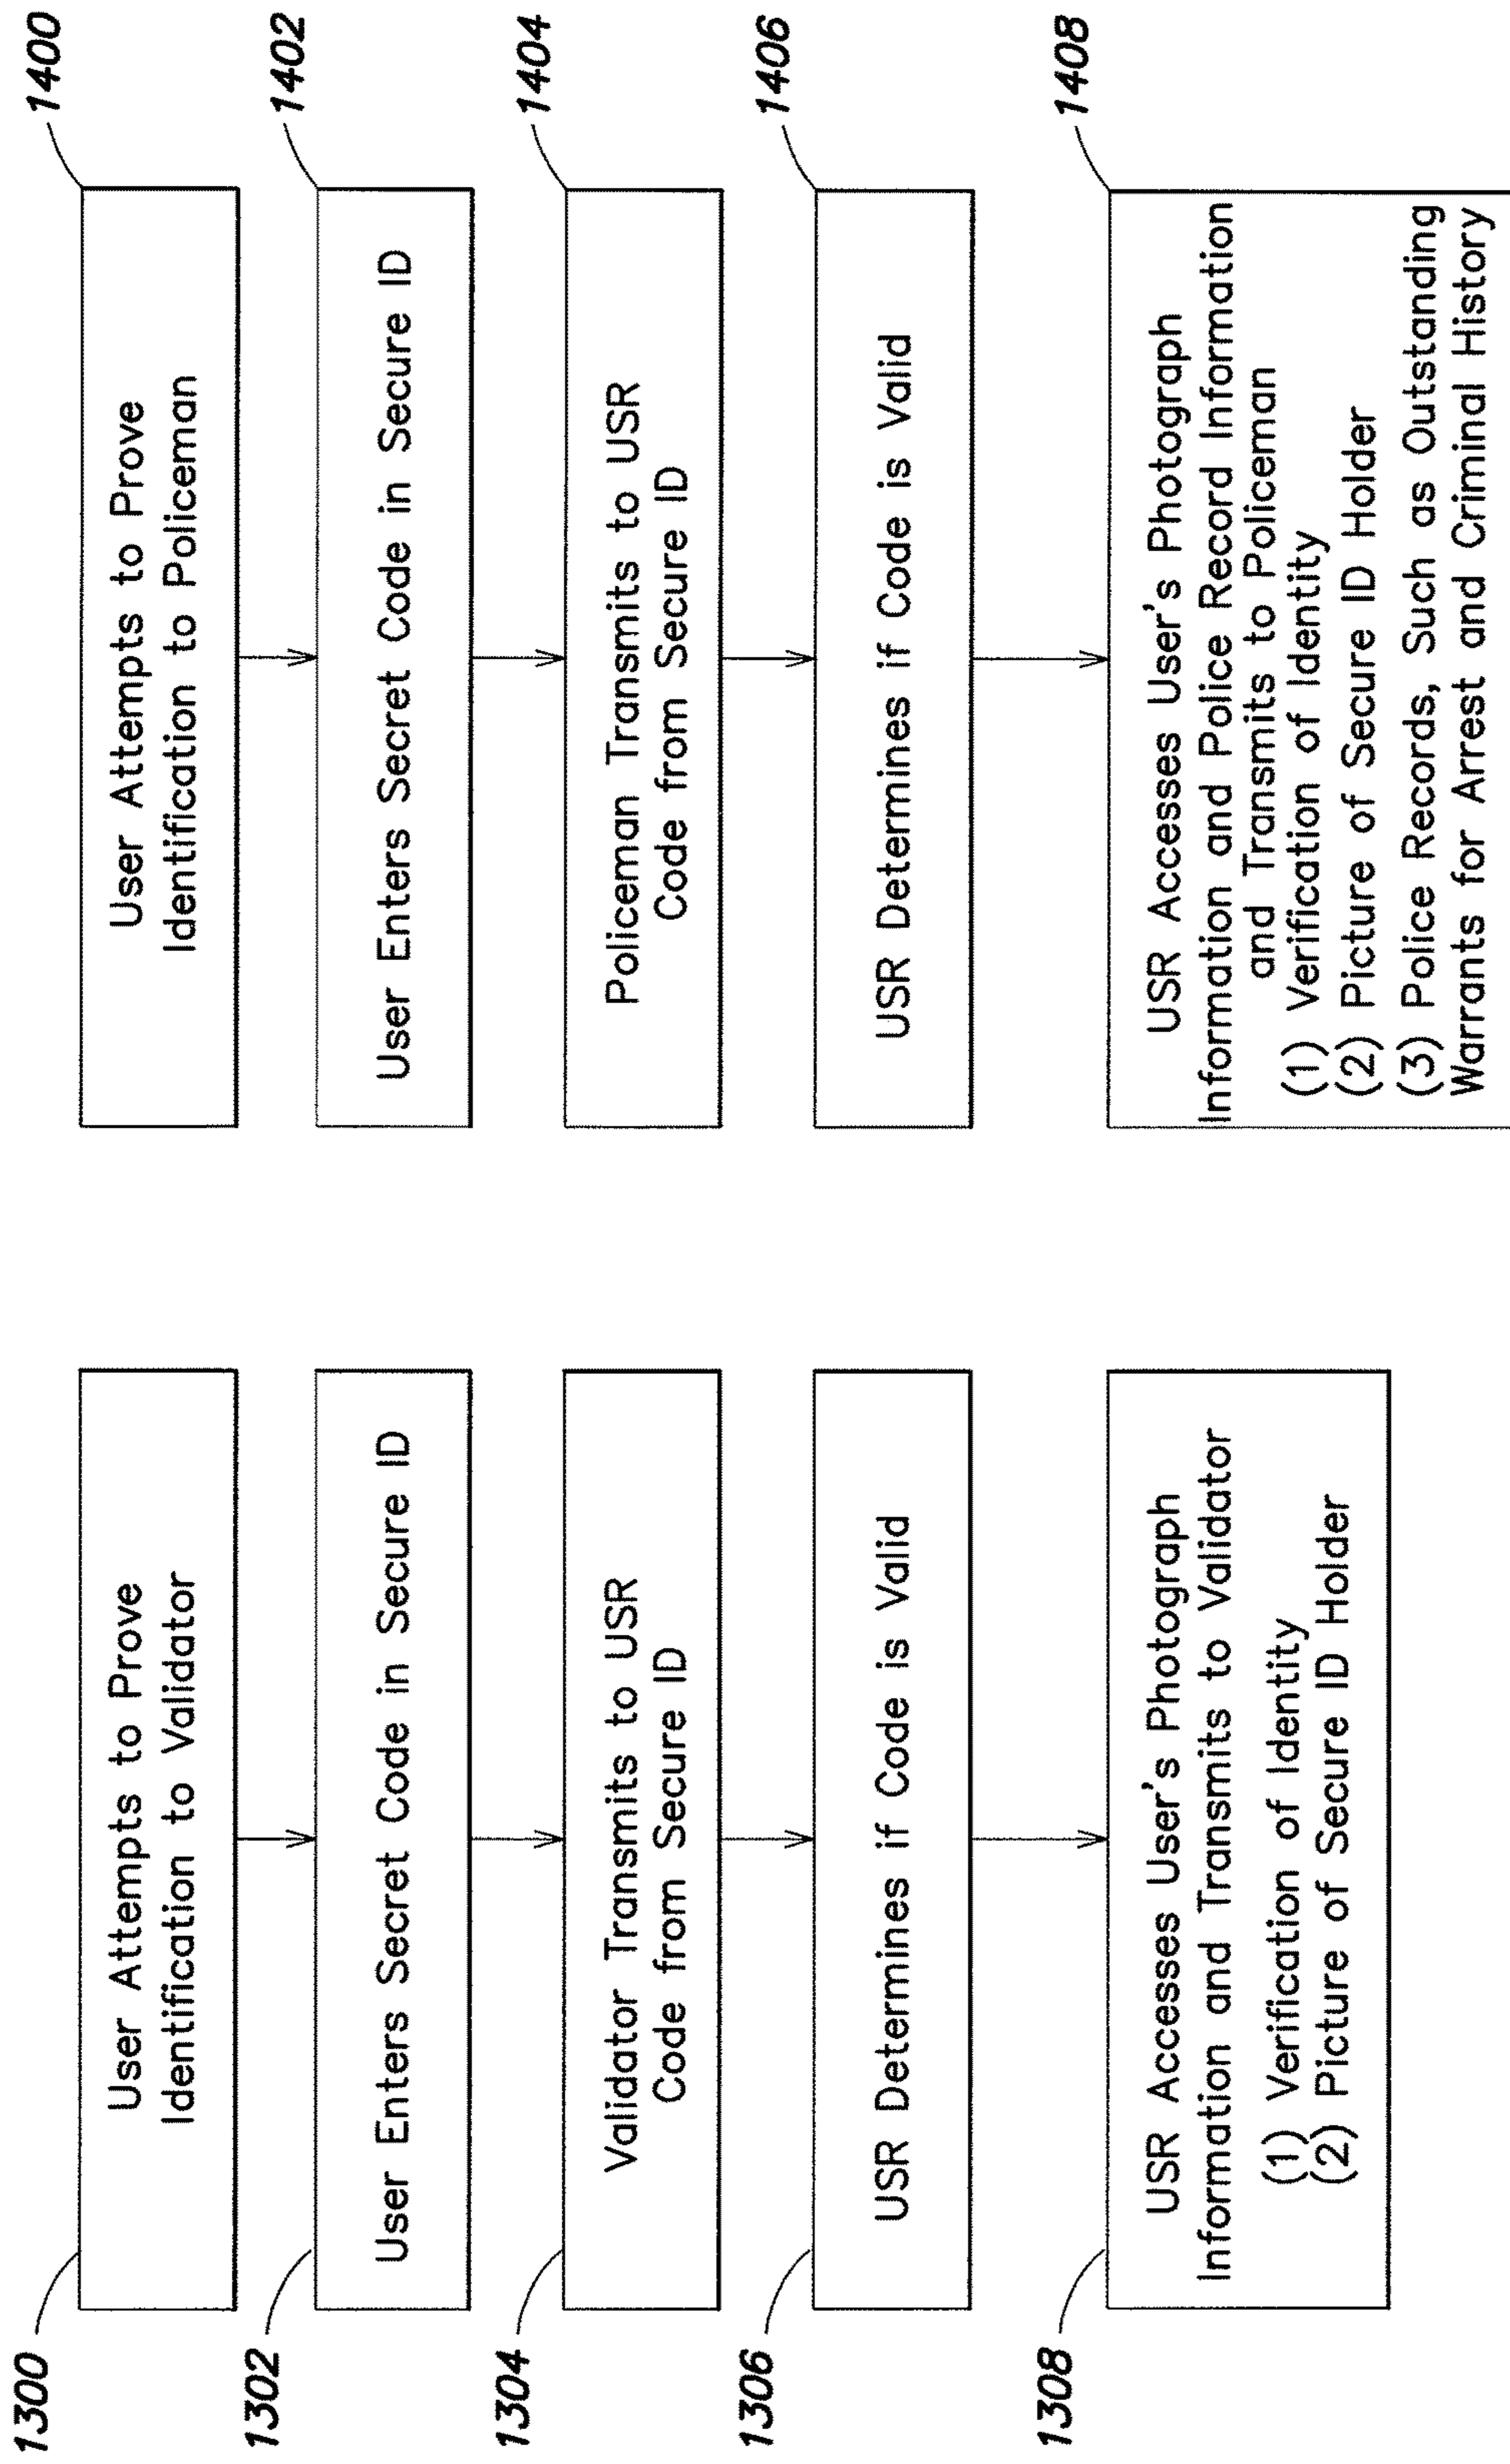 1300
User Attempts to Prove
Identification to Validator
1302
User Enters Secret Code in Secure ID
1304
Validator Transmits to USR
Code from Secure ID
1306
USR Determines if Code is Valid
1308
USR Accesses User's Photograph
Information and Transmits to Validator
(1) Verification of Identity
(2) Picture of Secure ID Holder
1400
User Attempts to Prove
Identification to Policeman
1402
User Enters Secret Code in Secure ID
1404
Policeman Transmits to USR
Code from Secure ID
1406
USR Determines if Code is Valid
1408
USR Accesses User's Photograph
Information and Police Record Information
and Transmits to Policeman
(1) Verification of Identity
(2) Picture of Secure ID Holder
(3) Police Records, Such as Outstanding
Warrants for Arrest and Criminal History